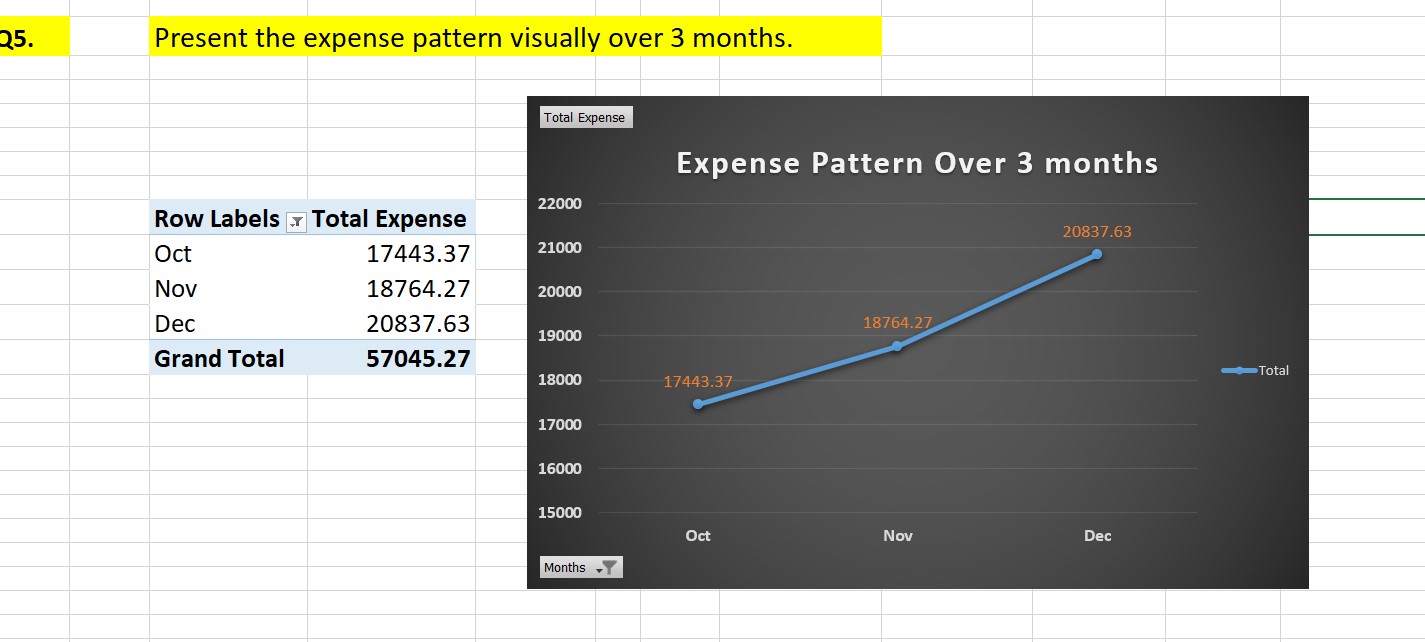 Q5.
Present the expense pattern visually over 3 months.
Row Labels Total Expense
Oct 17443.37
Nov 18764.27
Dec 20837.63
Grand Total 57045.27
Total Expense
Expense Pattern Over 3 months
22000
21000
20000
19000
18000
17000
16000
15000
20837.63
18764.27
17443.37
Total
Oct Nov Dec
Months